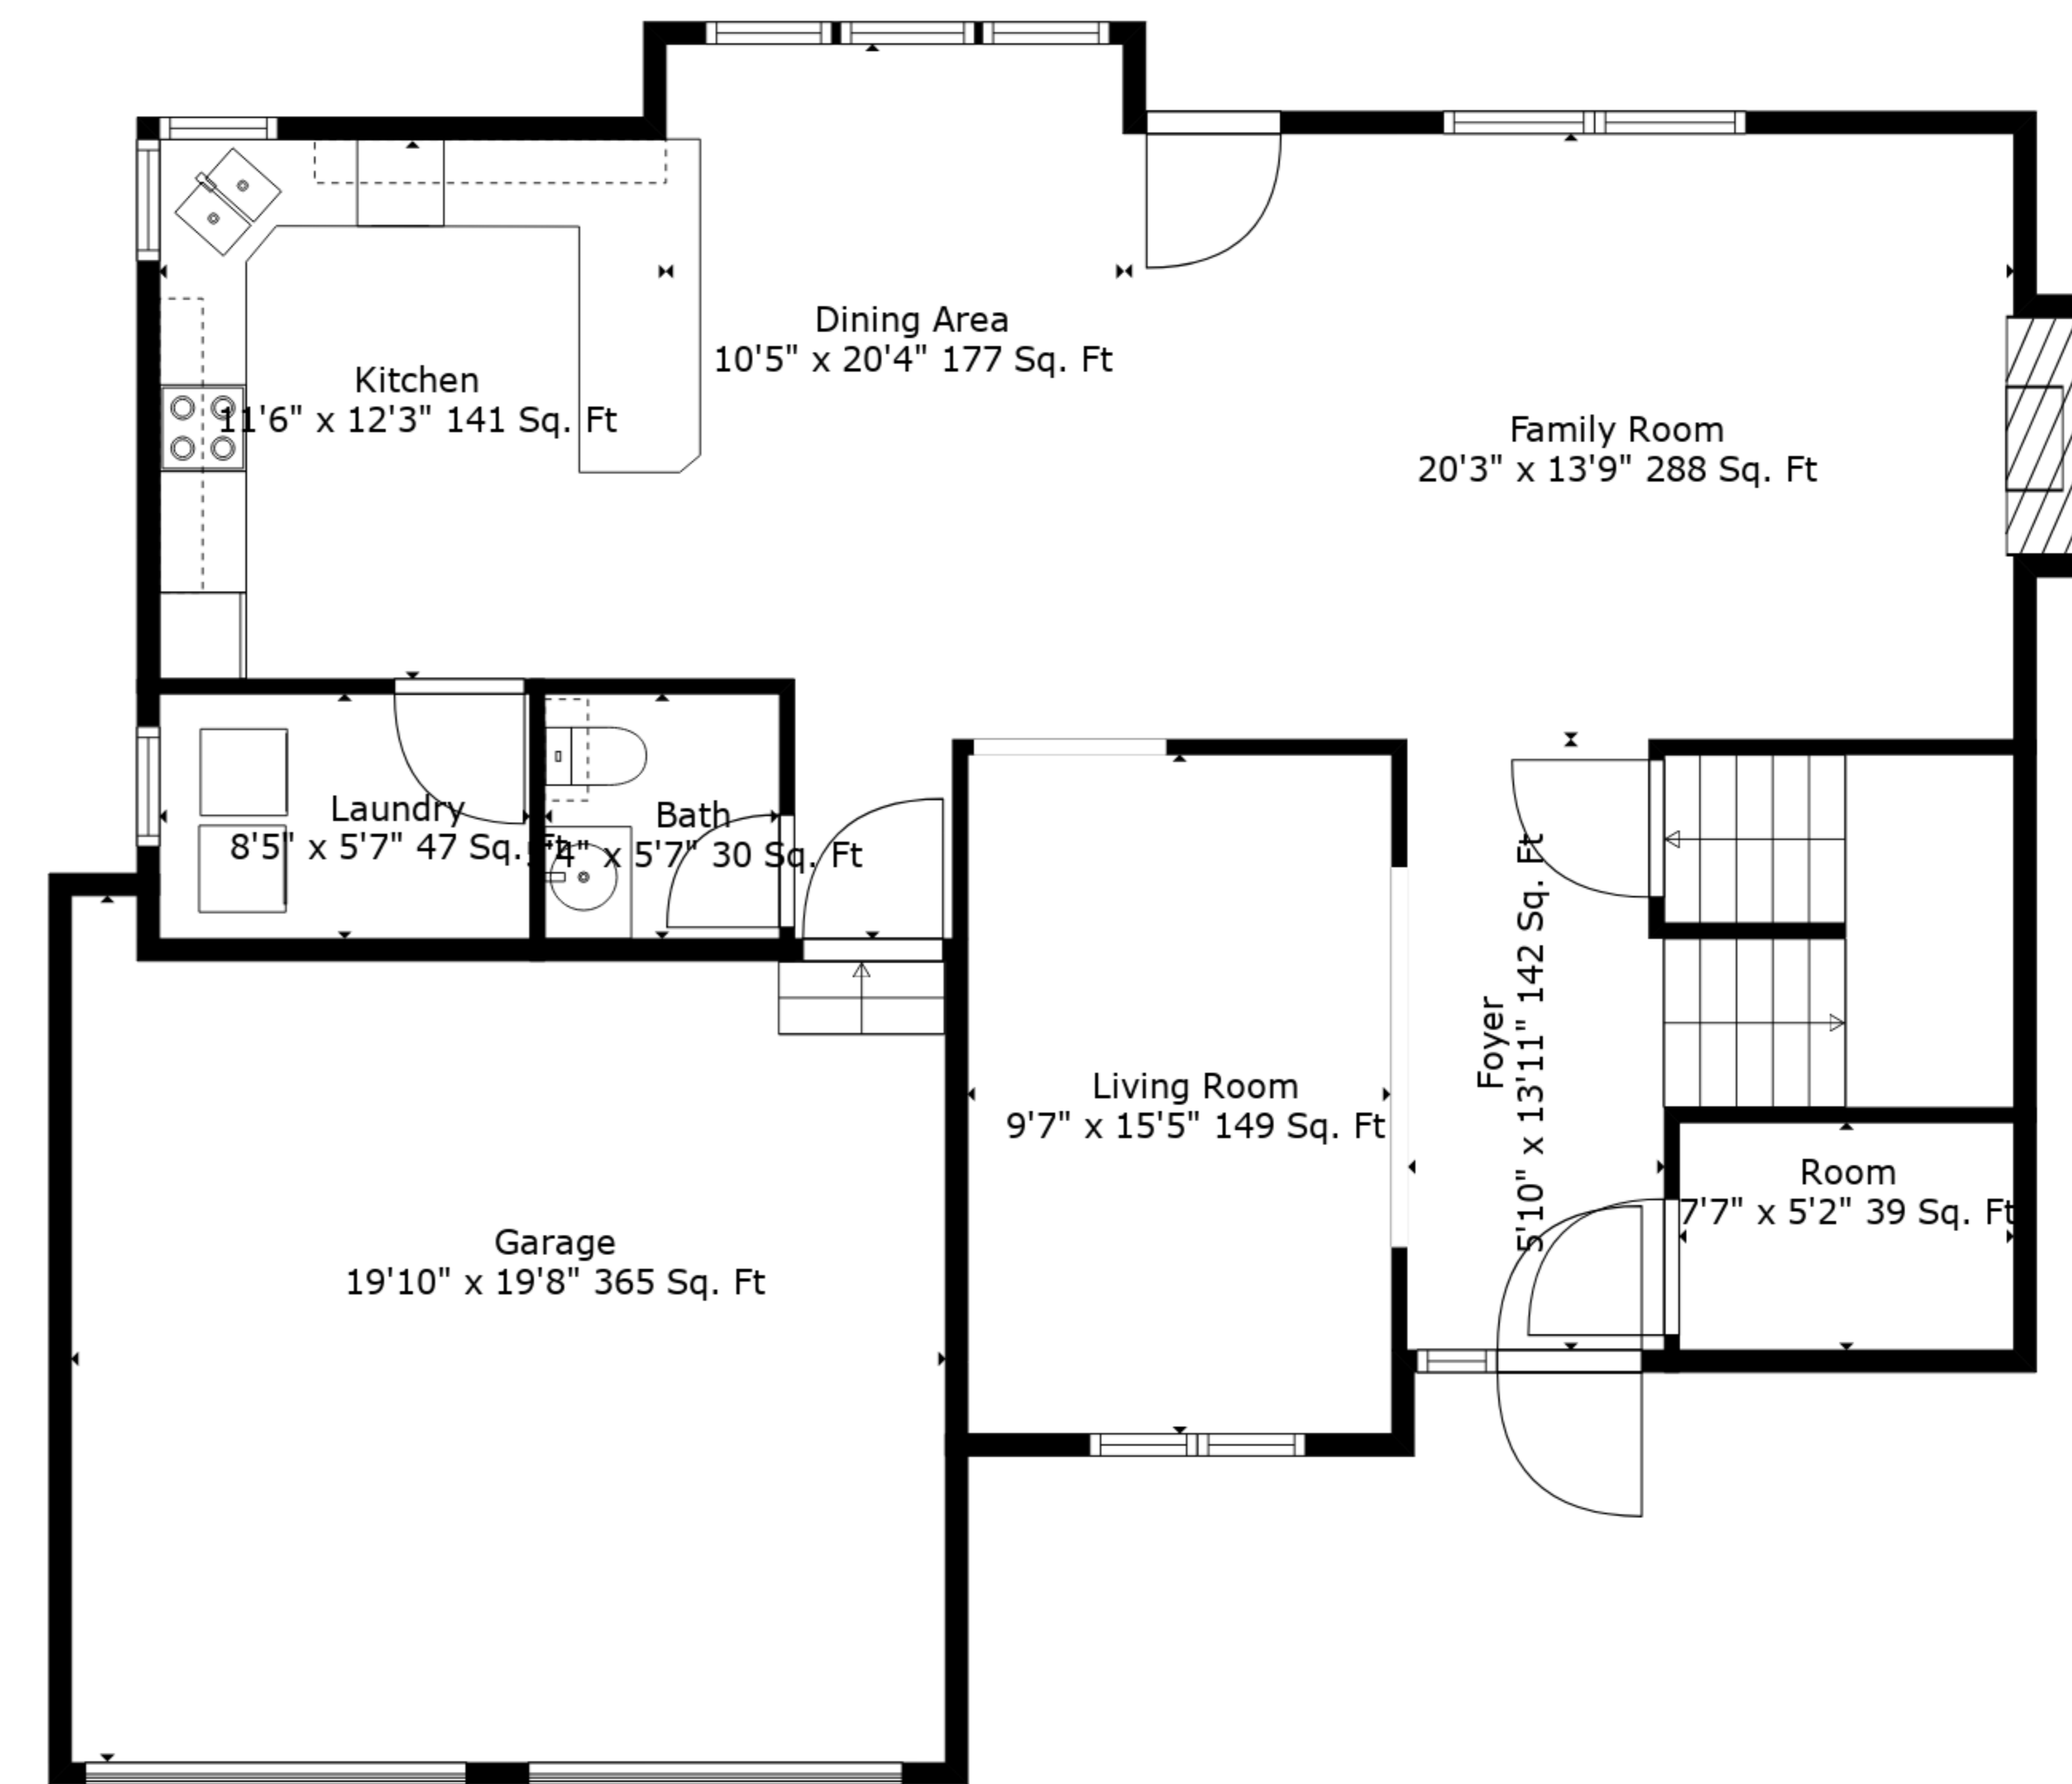 Dining Area
10'5" x 20'4" 177 Sq. Ft
Kitchen
11'6" x 12'3" 141 Sq. Ft
Family Room
20'3" x 13'9" 288 Sq. Ft
Laundry
8'5" x 5'7" 47 Sq. Ft
Bath
x 5'7" 30 Sq. Ft
Foyer
5'10" x 13'11" 142 Sq. Ft
Living Room
9'7" x 15'5" 149 Sq. Ft
Room
7'7" x 5'2" 39 Sq. Ft
Garage
19'10" x 19'8" 365 Sq. Ft